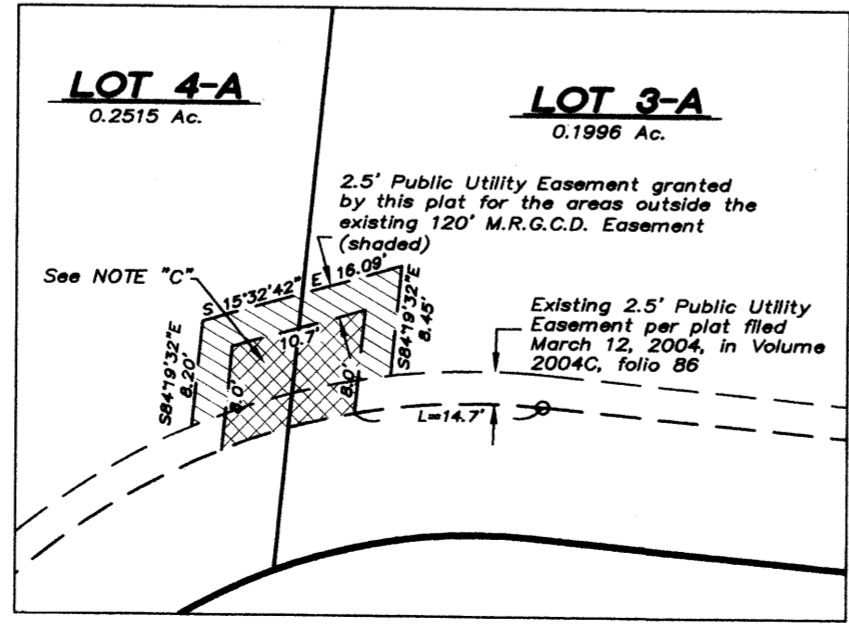 LOT 4-A
0.2515 Ac.
LOT 3-A
0.1996 Ac.
2.5' Public Utility Easement granted
by this plat for the areas outside the
existing 120' M.R.G.C.D. Easement
(shaded)
See NOTE "C"
S 15°32'42" E 16.09'
S84°19'32"E
8.20'
S84°19'32"E
8.45'
10.7'
8.0'
8.0'
Existing 2.5' Public Utility
Easement per plat filed
March 12, 2004, in Volume
2004C, folio 86
L=14.7'